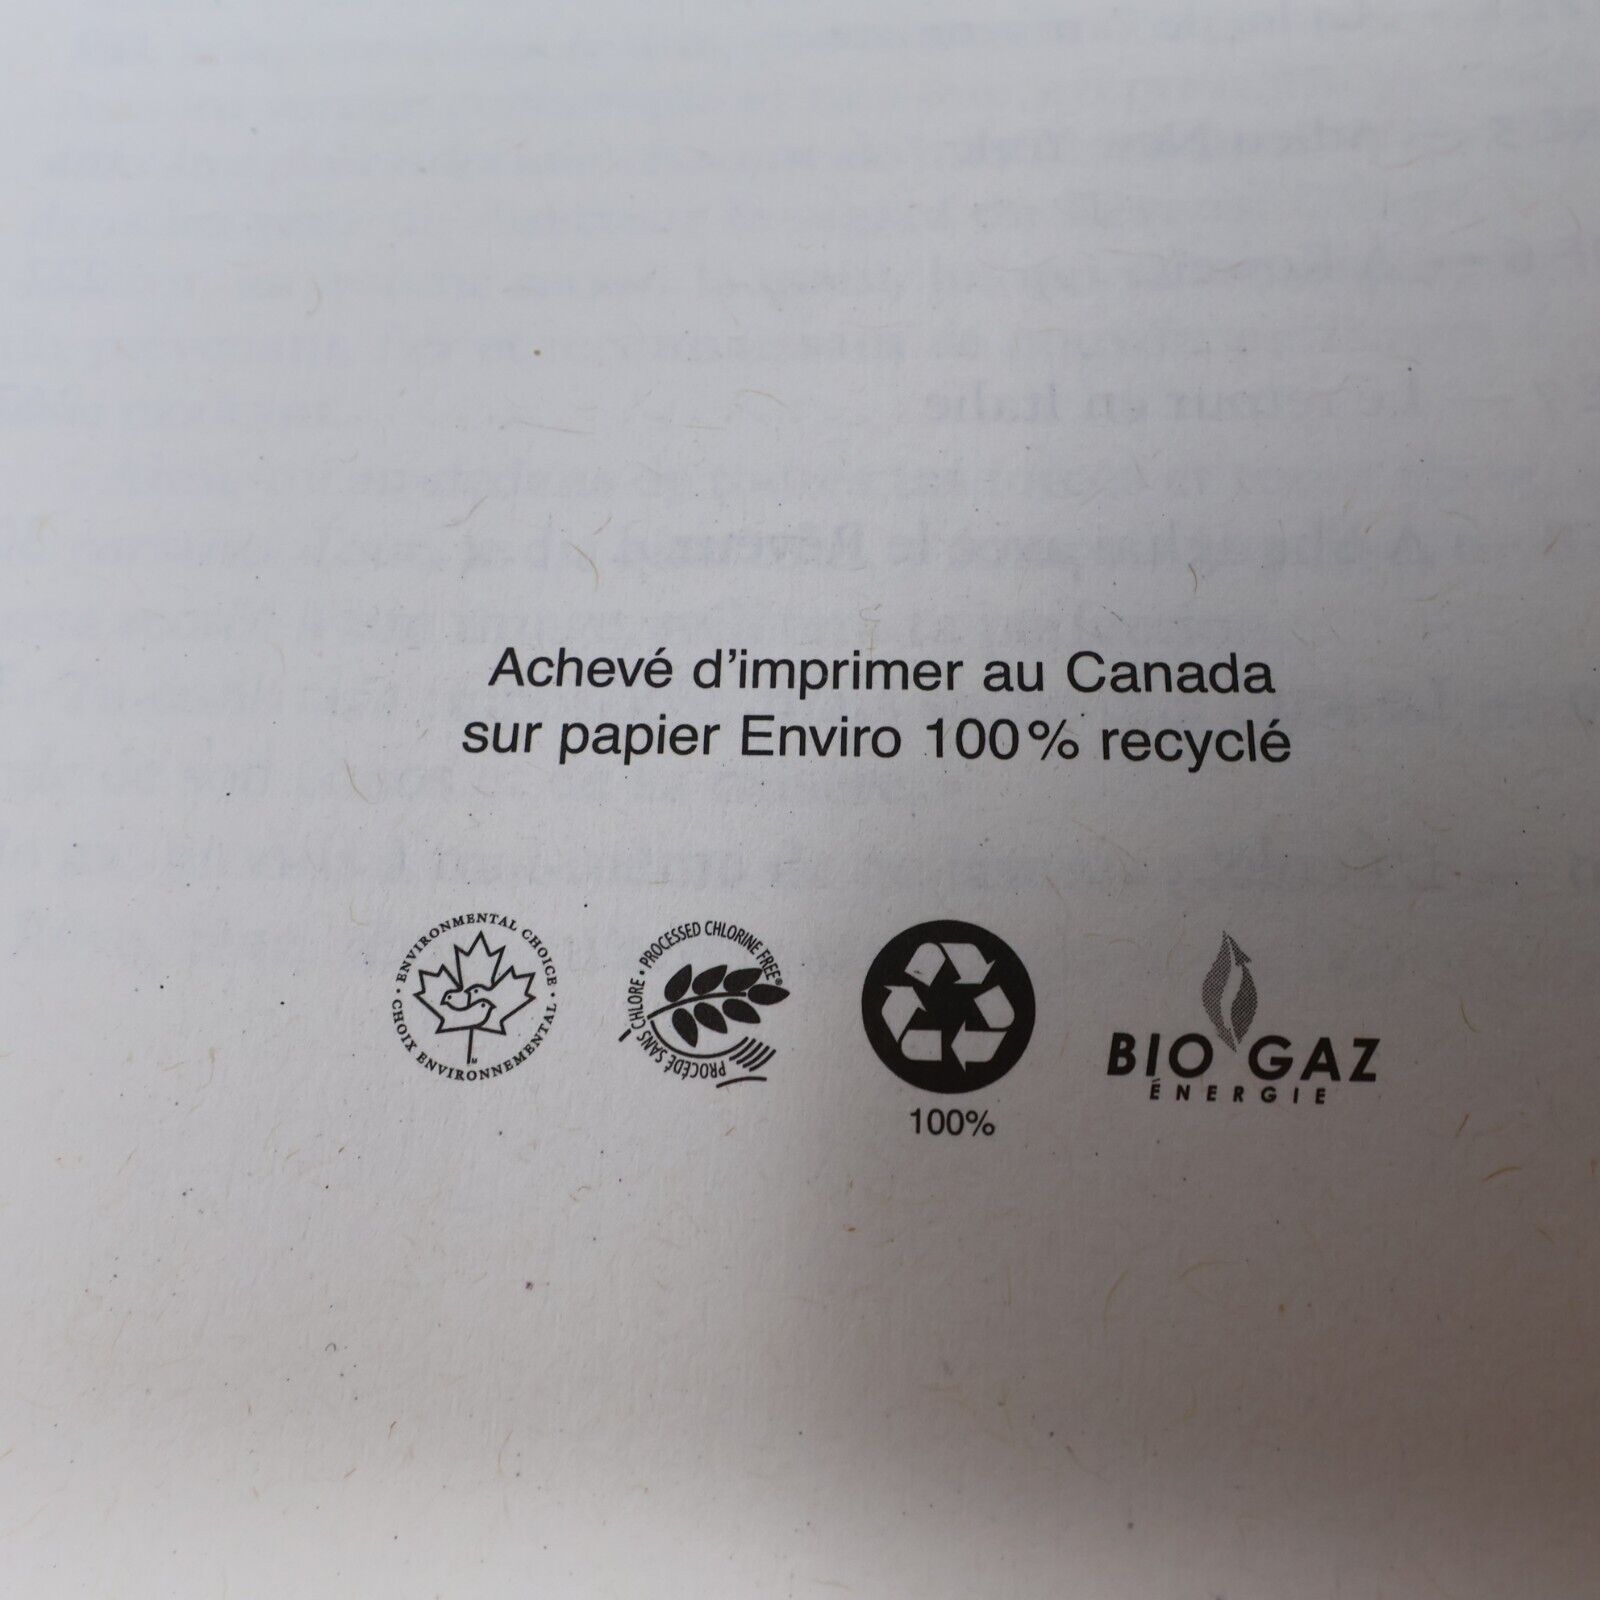 Achevé d'imprimer au Canada
sur papier Enviro 100 % recyclé
ENVIRONMENTAL CHOICE •
CHOIX ENVIRONNEMENTAL •
M
PROCÉDÉ SANS CHLORE • PROCESSED CHLORINE FREE®
100%
BIO GAZ
ÉNERGIE